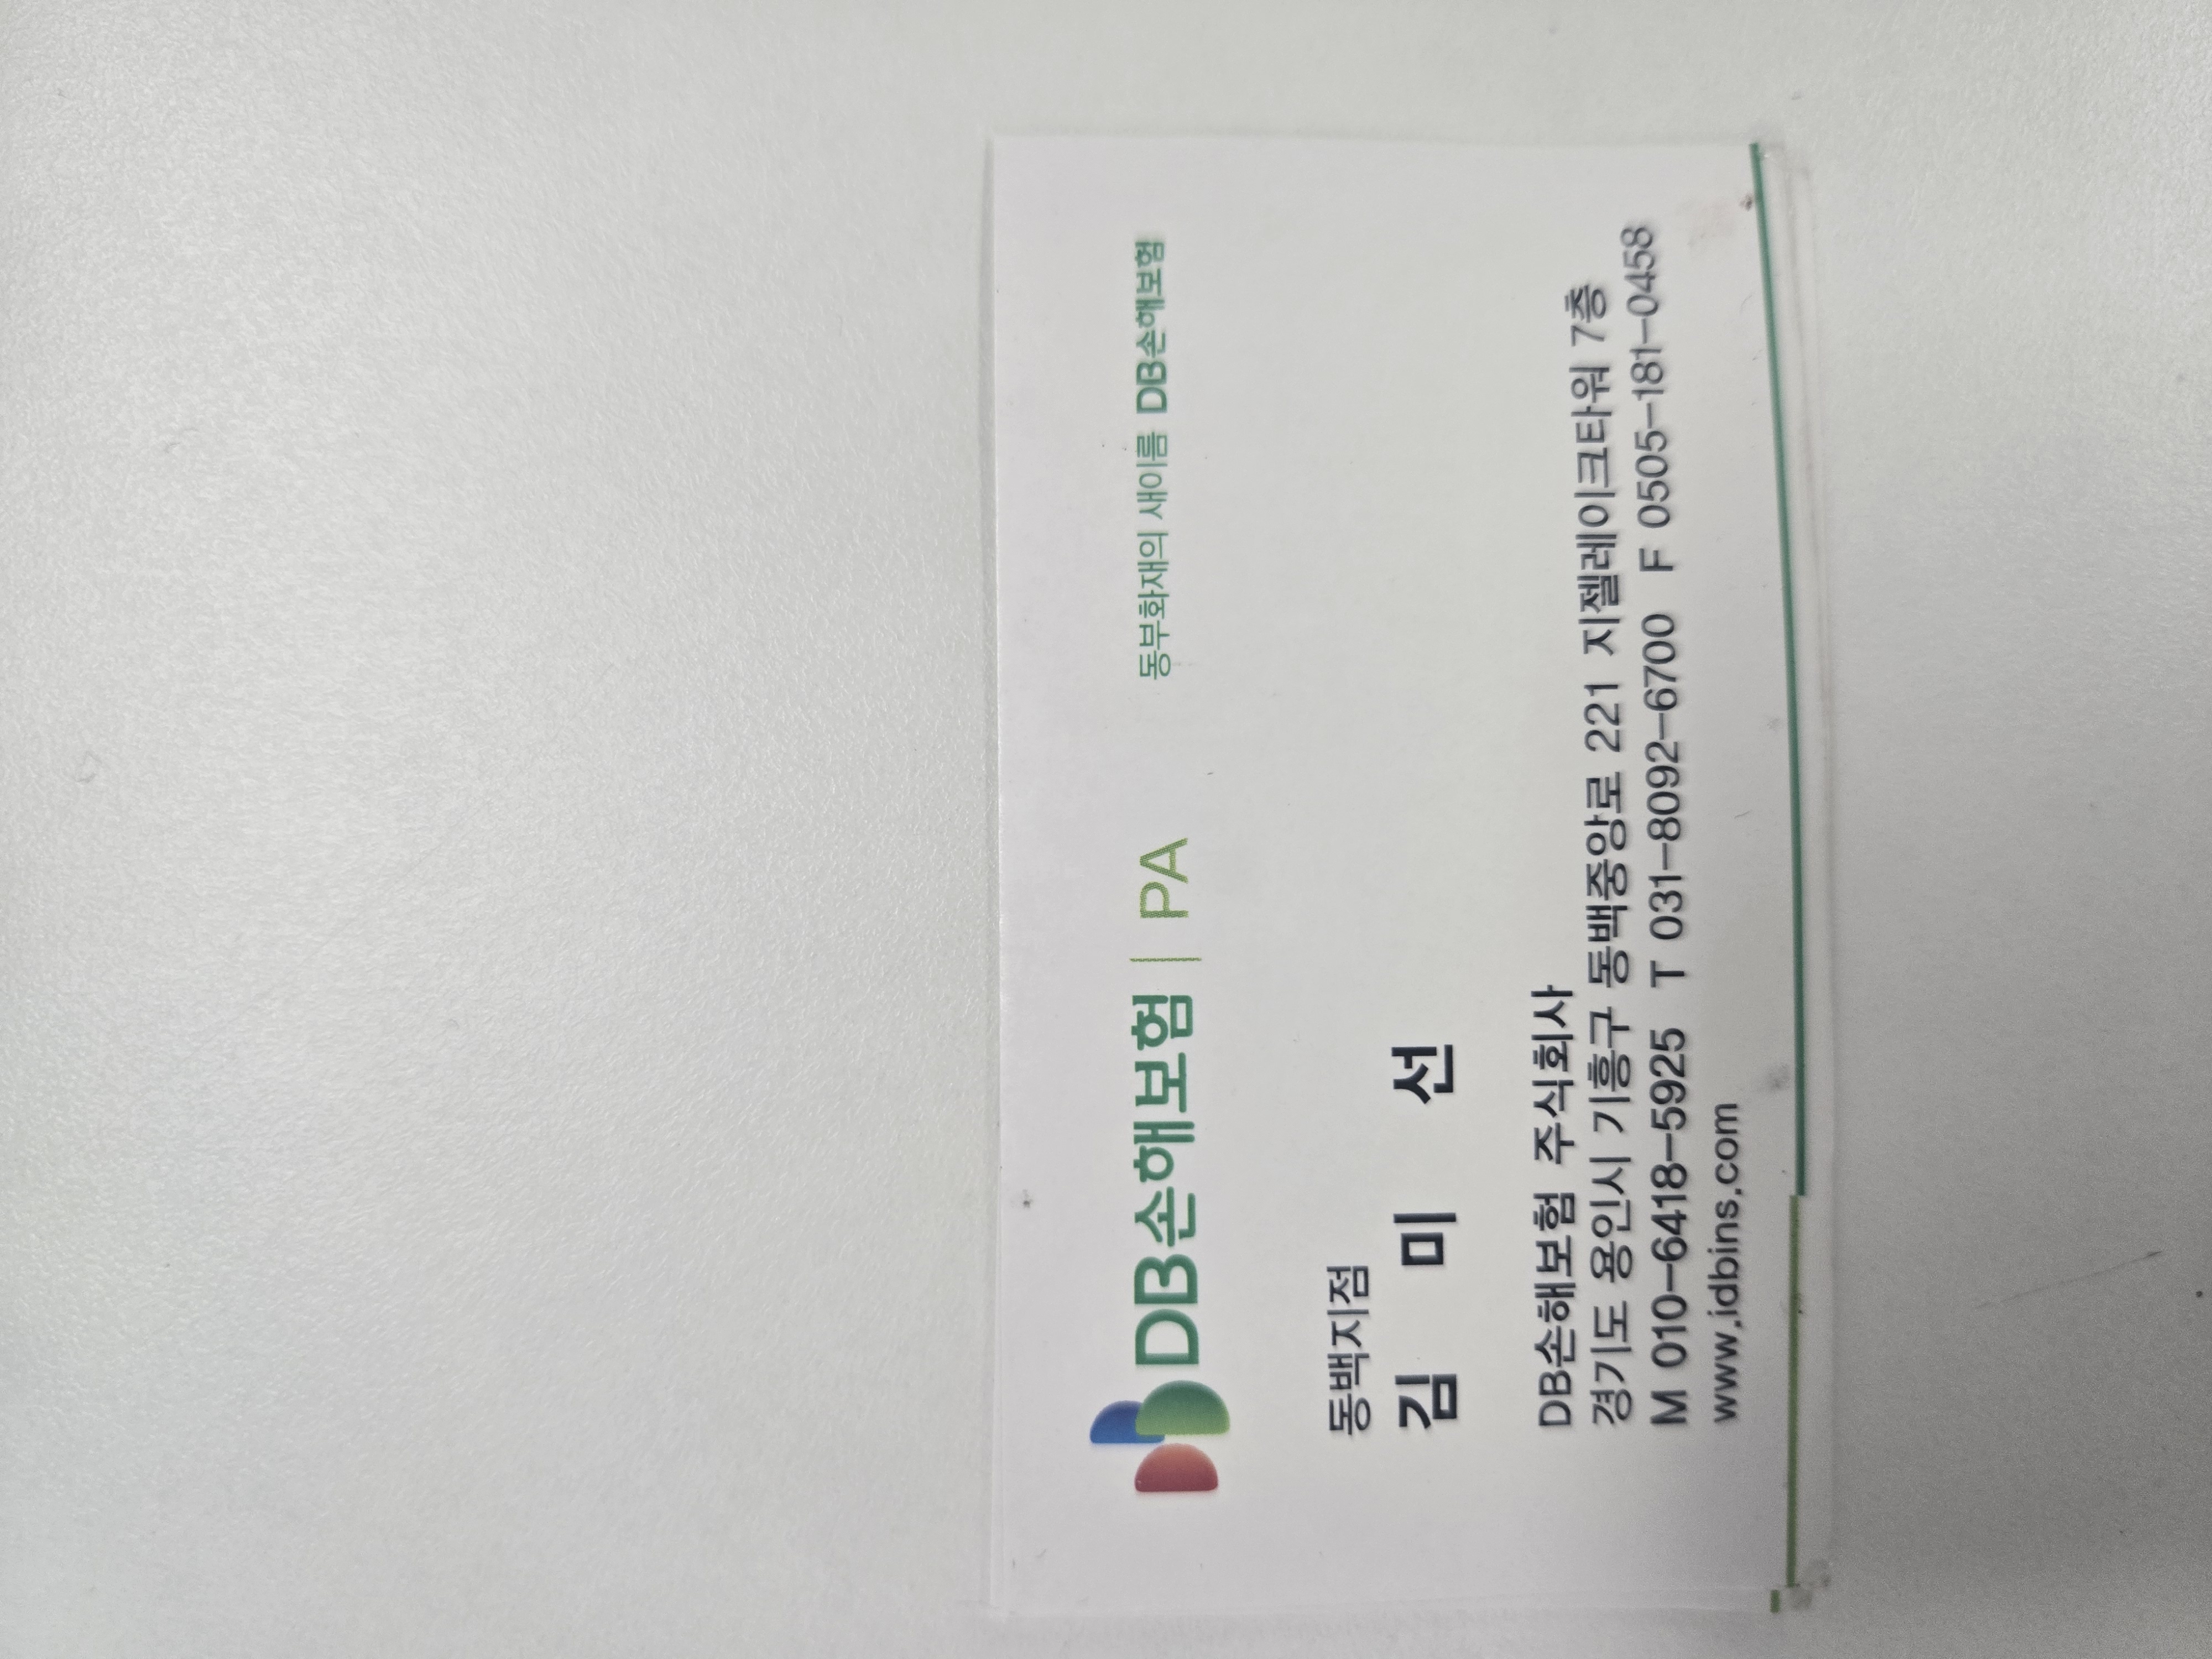 DB손해보험 | PA
동부화재의 새이름 DB손해보험
동백지점
김 미 선
DB손해보험 주식회사
경기도 용인시 기흥구 동백중앙로 221 지젤레이크타워 7층
M 010-6418-5925 T 031-8092-6700 F 0505-181-0458
www.idbins.com